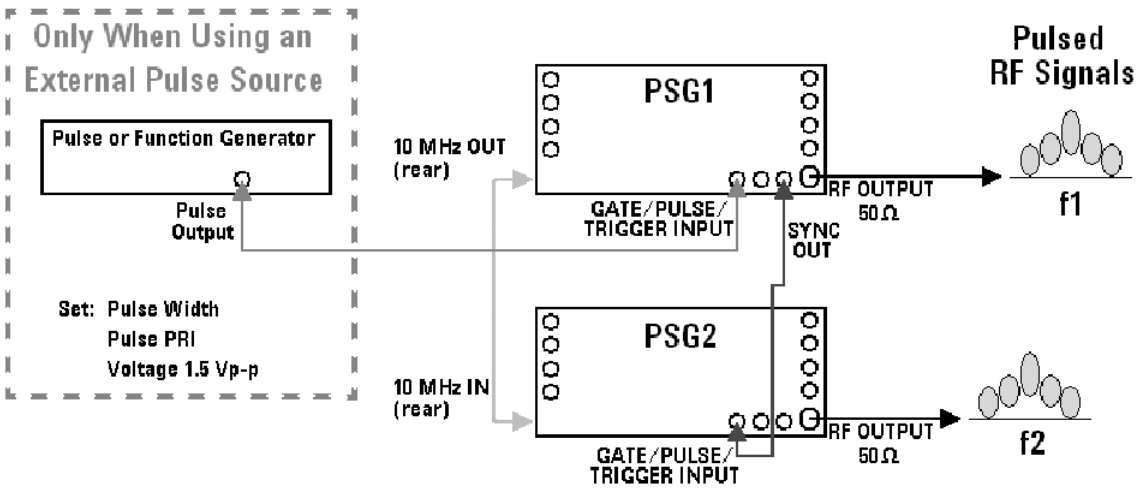 Only When Using an
External Pulse Source
Pulse or Function Generator
Pulse
Output
Set: Pulse Width
Pulse PRI
Voltage 1.5 Vp-p
10 MHz OUT
(rear)
PSG1
GATE/PULSE/
TRIGGER INPUT
SYNC
OUT
RF OUTPUT
50Ω
Pulsed
RF Signals
f1
10 MHz IN
(rear)
PSG2
GATE/PULSE/
TRIGGER INPUT
RF OUTPUT
50Ω
f2